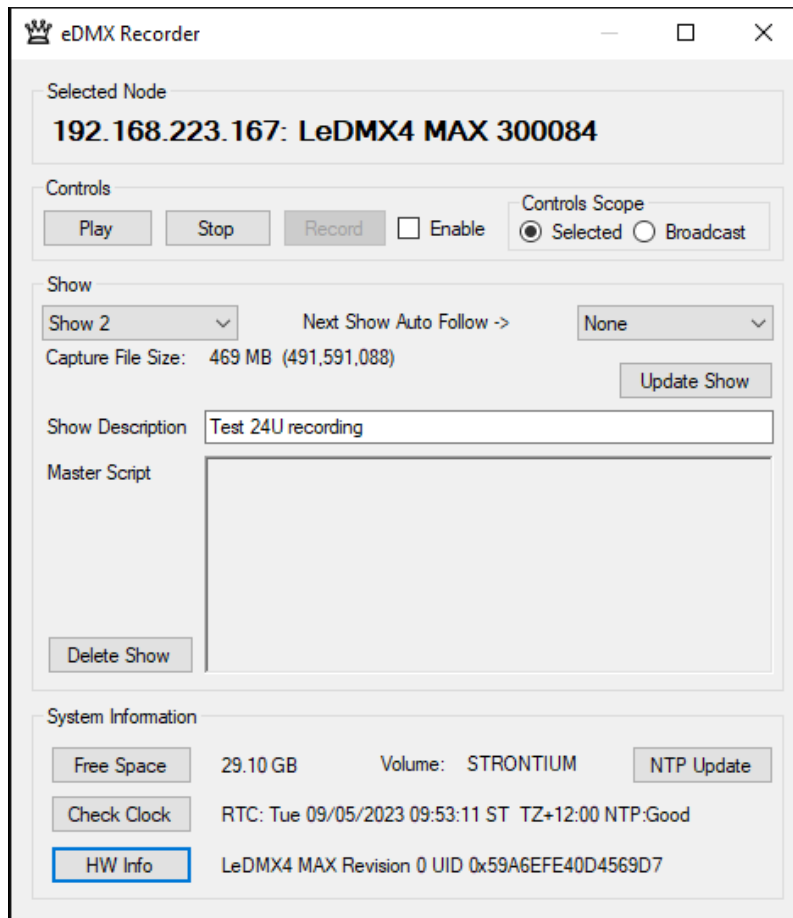 eDMX Recorder
Selected Node
192.168.223.167: LeDMX4 MAX 300084
Controls
Play Stop Record Enable
Controls Scope
Selected Broadcast
Show
Show 2 Next Show Auto Follow -> None
Capture File Size: 469 MB (491,591,088)
Update Show
Show Description Test 24U recording
Master Script
Delete Show
System Information
Free Space 29.10 GB Volume: STRONTIUM NTP Update
Check Clock RTC: Tue 09/05/2023 09:53:11 ST TZ+12:00 NTP:Good
HW Info LeDMX4 MAX Revision 0 UID 0x59A6EFE40D4569D7